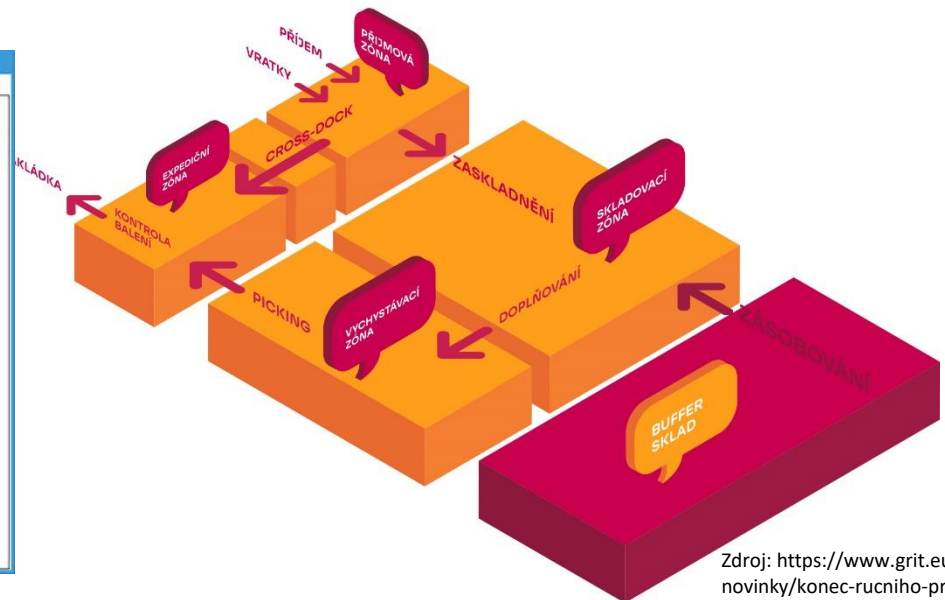 PŘÍJEM
VRATKY
PŘÍJMOVÁ
ZÓNA
CROSS-DOCK
EXPEDIČNÍ
ZÓNA
KLÁDKA
KONTROLA
BALENÍ
ZASKLADNĚNÍ
SKLADOVACÍ
ZÓNA
DOPLŇOVÁNÍ
PICKING
VYCHYSTÁVACÍ
ZÓNA
ZÁSOBOVÁNÍ
BUFFER
SKLAD
Zdroj: https://www.grit.eu
novinky/konec-rucniho-pr